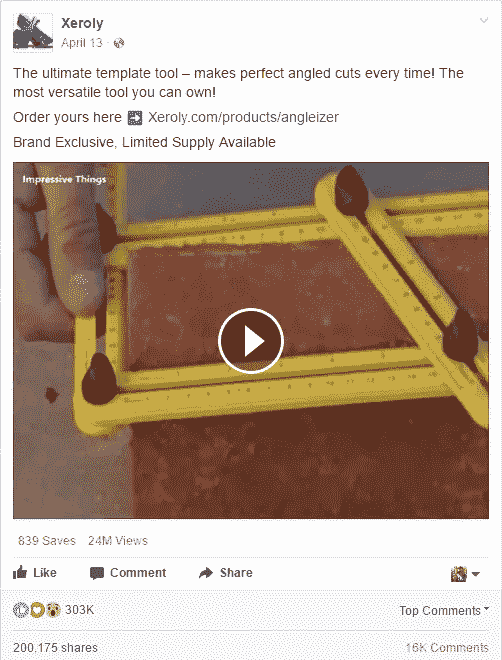 Xeroly
April 13 ·
The ultimate template tool – makes perfect angled cuts every time! The
most versatile tool you can own!
Order yours here Xeroly.com/products/angleizer
Brand Exclusive, Limited Supply Available
Impressive Things
839 Saves 24M Views
Like Comment Share
303K Top Comments
200,175 shares 16K Comments